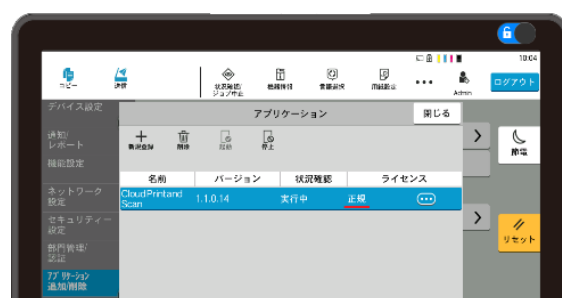 10:04
コピー
送信
状況確認/
ジョブ中止
機器情報
言語選択
用紙設定
Admin
ログアウト
デバイス設定
アプリケーション
閉じる
通知/
レポート
新規登録
削除
起動
停止
節電
機能設定
名前
バージョン
状況確認
ライセンス
ネットワーク
設定
CloudPrintand
Scan
1.1.0.14
実行中
正規
セキュリティー
設定
リセット
部門管理/
認証
アプリケーション
追加/削除